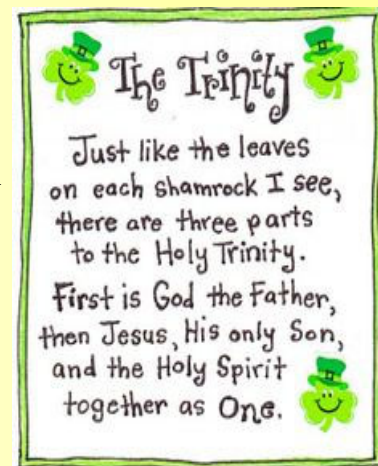 The Trinity
Just like the leaves
on each shamrock I see,
there are three parts
to the Holy Trinity.
First is God the Father,
then Jesus, His only Son,
and the Holy Spirit
together as One.